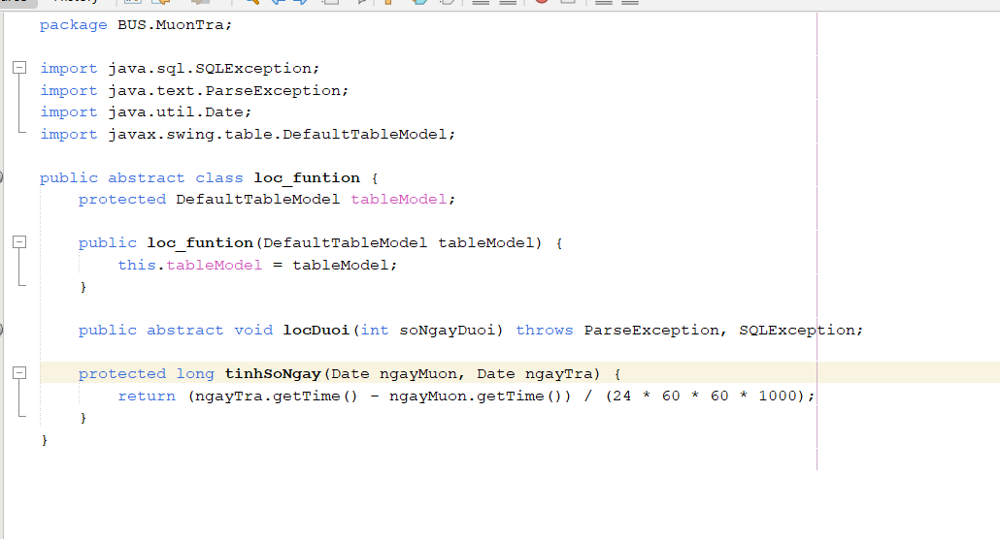 package BUS.MuonTra;
import java.sql.SQLException;
import java.text.ParseException;
import java.util.Date;
import javax.swing.table.DefaultTableModel;
public abstract class loc_funtion {
protected DefaultTableModel tableModel;
public loc_funtion(DefaultTableModel tableModel) {
this.tableModel = tableModel;
}
public abstract void locDuoi(int soNgayDuoi) throws ParseException, SQLException;
protected long tinhSoNgay(Date ngayMuon, Date ngayTra) {
return (ngayTra.getTime() - ngayMuon.getTime()) / (24 * 60 * 60 * 1000);
}
}